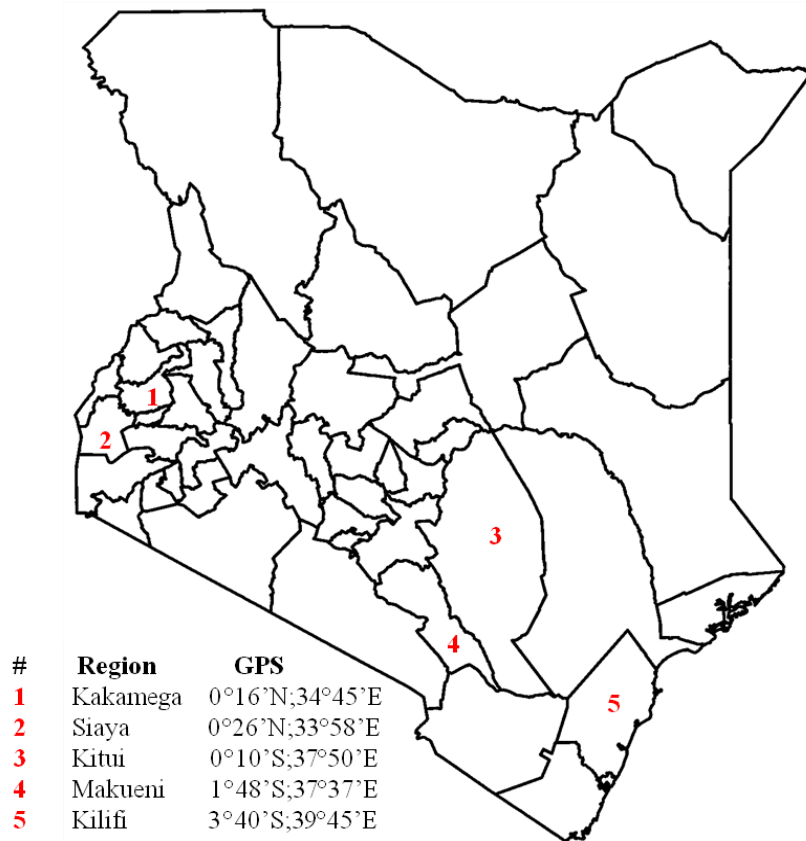 1
2
3
4
5
# Region GPS
1 Kakamega 0°16’N;34°45’E
2 Siaya 0°26’N;33°58’E
3 Kitui 0°10’S;37°50’E
4 Makueni 1°48’S;37°37’E
5 Kilifi 3°40’S;39°45’E